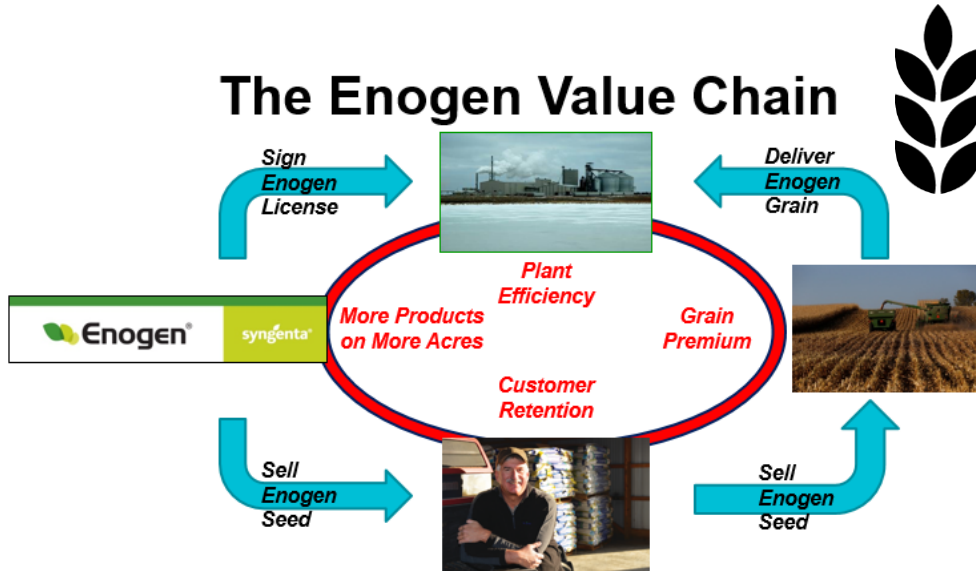 The Enogen Value Chain
Sign
Enogen
License
Deliver
Enogen
Grain
Plant
Efficiency
Enogen®
syngenta®
More Products
on More Acres
Grain
Premium
Customer
Retention
Sell
Enogen
Seed
Sell
Enogen
Seed